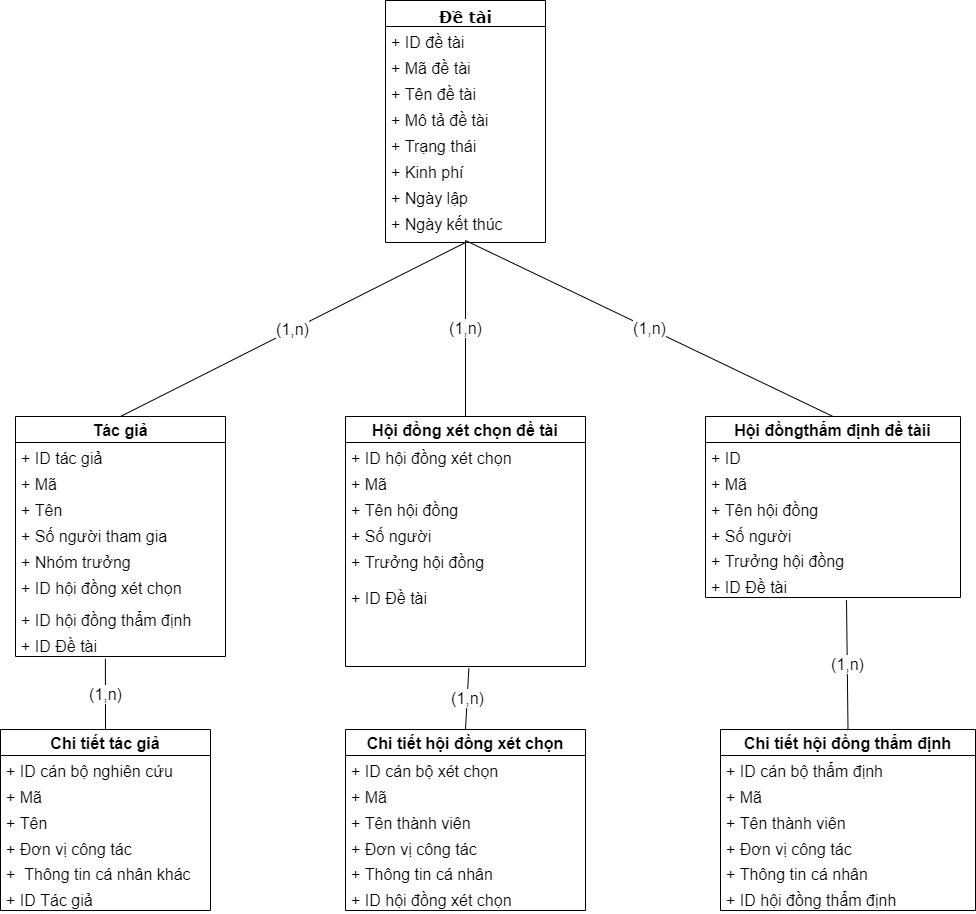 Đề tài
+ ID đề tài
+ Mã đề tài
+ Tên đề tài
+ Mô tả đề tài
+ Trạng thái
+ Kinh phí
+ Ngày lập
+ Ngày kết thúc
(1,n)
(1,n)
(1,n)
Tác giả
+ ID tác giả
+ Mã
+ Tên
+ Số người tham gia
+ Nhóm trưởng
+ ID hội đồng xét chọn
+ ID hội đồng thẩm định
+ ID Đề tài
Hội đồng xét chọn đề tài
+ ID hội đồng xét chọn
+ Mã
+ Tên hội đồng
+ Số người
+ Trưởng hội đồng
+ ID Đề tài
Hội đồngthẩm định đề tàii
+ ID
+ Mã
+ Tên hội đồng
+ Số người
+ Trưởng hội đồng
+ ID Đề tài
(1,n)
(1,n)
(1,n)
Chi tiết tác giả
+ ID cán bộ nghiên cứu
+ Mã
+ Tên
+ Đơn vị công tác
+ Thông tin cá nhân khác
+ ID Tác giả
Chi tiết hội đồng xét chọn
+ ID cán bộ xét chọn
+ Mã
+ Tên thành viên
+ Đơn vị công tác
+ Thông tin cá nhân
+ ID hội đồng xét chọn
Chi tiết hội đồng thẩm định
+ ID cán bộ thẩm định
+ Mã
+ Tên thành viên
+ Đơn vị công tác
+ Thông tin cá nhân
+ ID hội đồng thẩm định